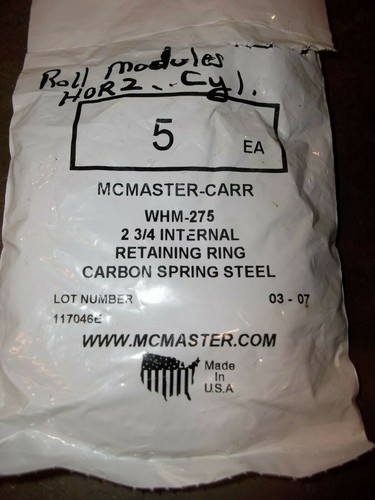 Roll Modules
HORZ.. Cyl.
5 EA
MCMASTER-CARR
WHM-275
2 3/4 INTERNAL
RETAINING RING
CARBON SPRING STEEL
LOT NUMBER 03 - 07
117046E
WWW.MCMASTER.COM
Made
In
U.S.A